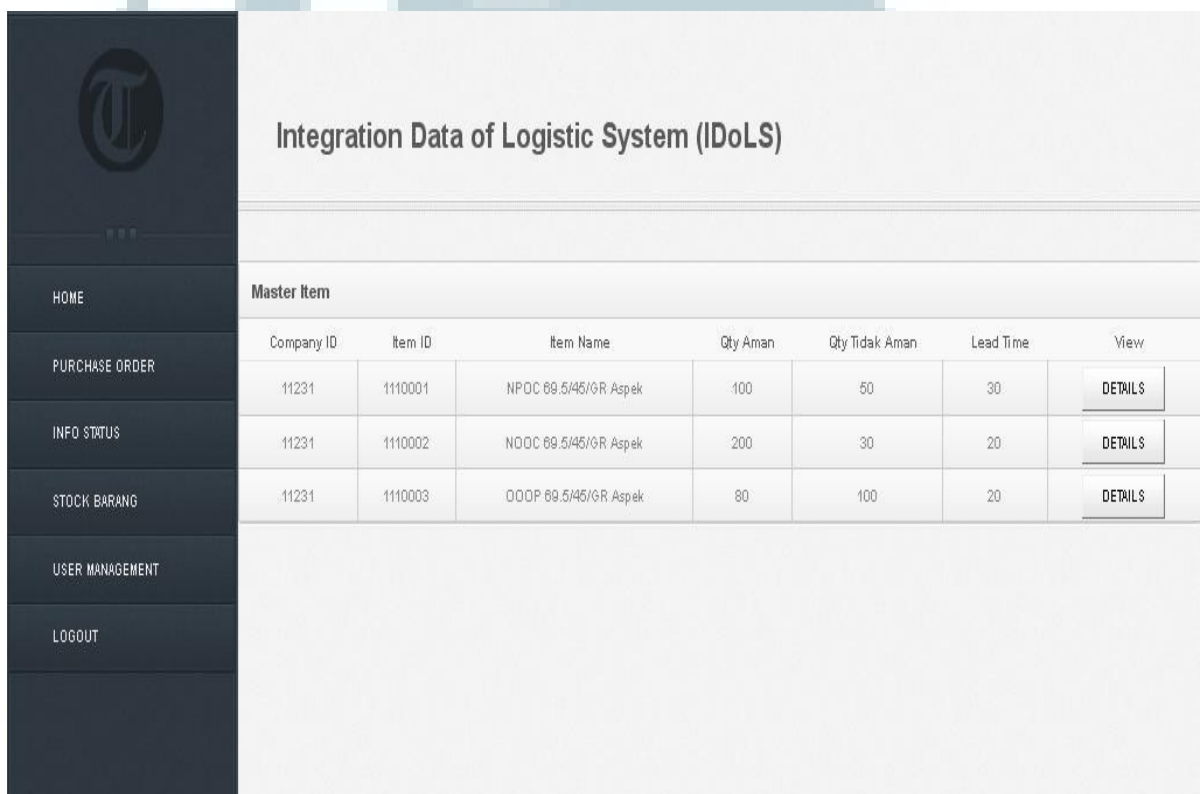 T
Integration Data of Logistic System (IDoLS)
HOME
PURCHASE ORDER
INFO STATUS
STOCK BARANG
USER MANAGEMENT
LOGOUT
Master Item
Company ID Item ID Item Name Qty Aman Qty Tidak Aman Lead Time View
11231 1110001 NPOC 69.5/45/GR Aspek 100 50 30 DETAILS
11231 1110002 NOOC 69.5/45/GR Aspek 200 30 20 DETAILS
11231 1110003 OOOP 69.5/45/GR Aspek 80 100 20 DETAILS